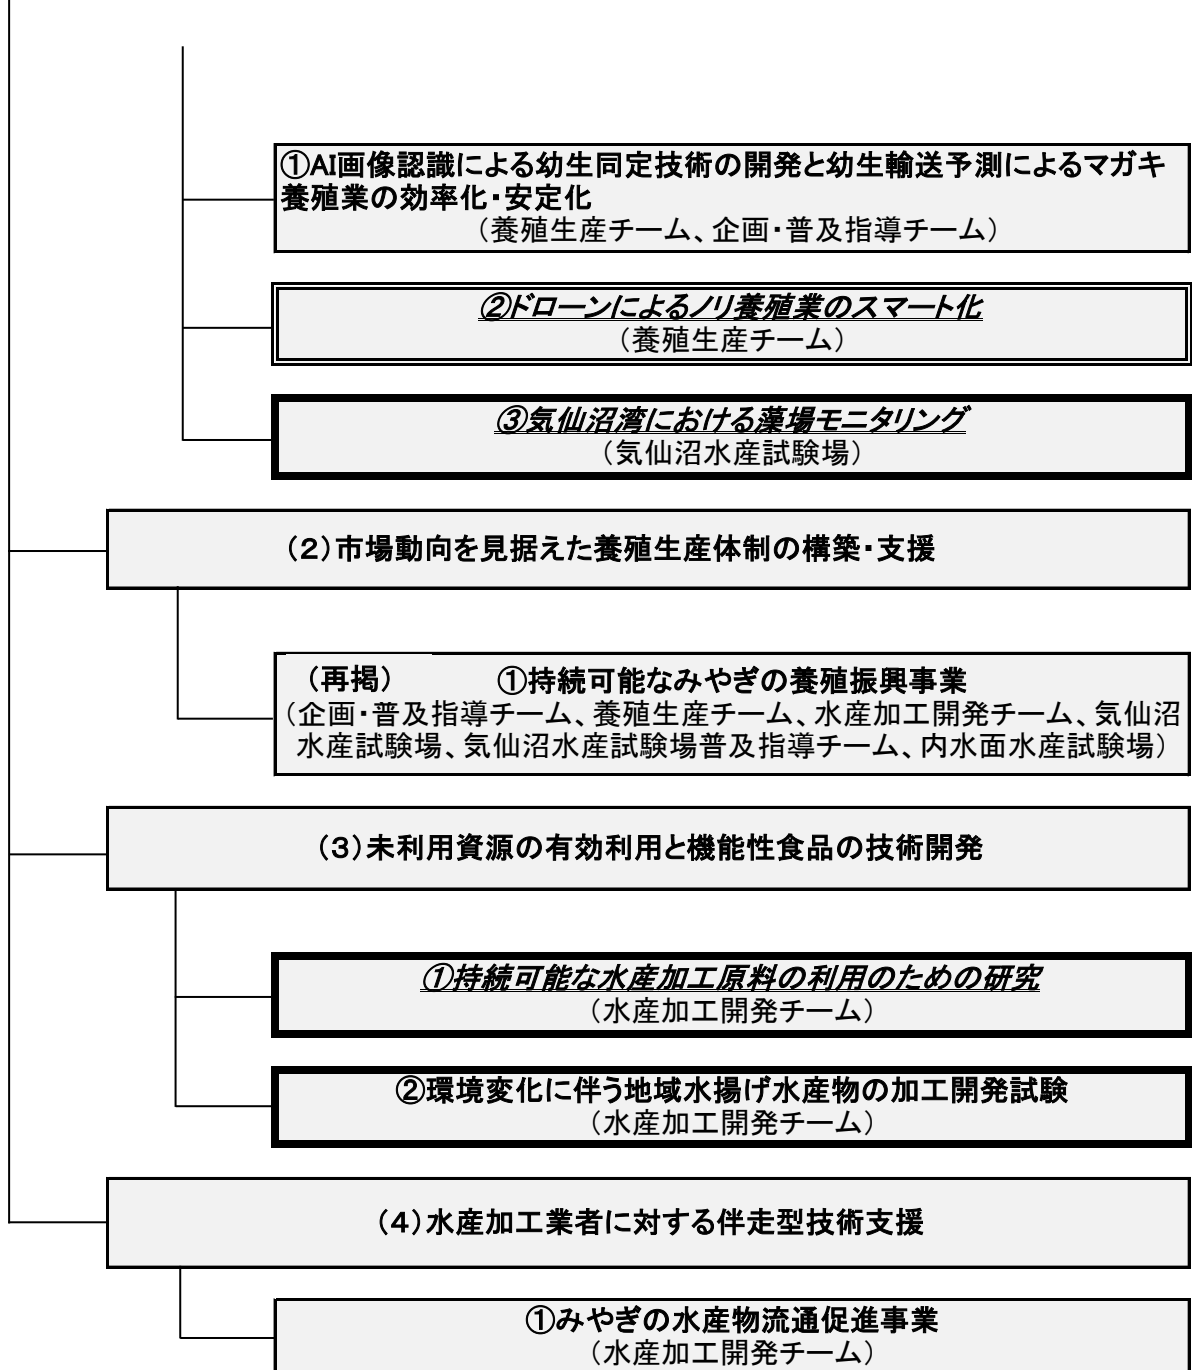 ①AI画像認識による幼生同定技術の開発と幼生輸送予測によるマガキ
養殖業の効率化・安定化
（養殖生産チーム、企画・普及指導チーム）
②ドローンによるノリ養殖業のスマート化
（養殖生産チーム）
③気仙沼湾における藻場モニタリング
（気仙沼水産試験場）
（２）市場動向を見据えた養殖生産体制の構築・支援
（再掲） ①持続可能なみやぎの養殖振興事業
（企画・普及指導チーム、養殖生産チーム、水産加工開発チーム、気仙沼
水産試験場、気仙沼水産試験場普及指導チーム、内水面水産試験場）
（３）未利用資源の有効利用と機能性食品の技術開発
①持続可能な水産加工原料の利用のための研究
（水産加工開発チーム）
②環境変化に伴う地域水揚げ水産物の加工開発試験
（水産加工開発チーム）
（４）水産加工業者に対する伴走型技術支援
①みやぎの水産物流通促進事業
（水産加工開発チーム）